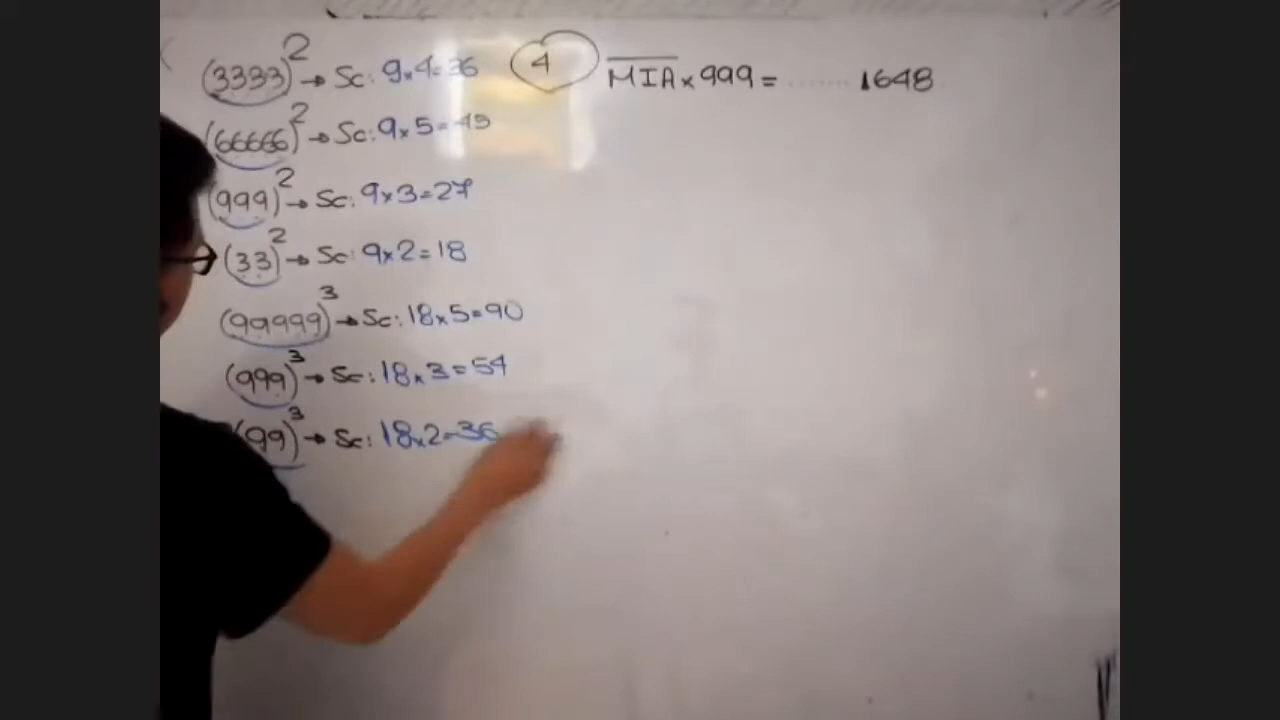 (3333)² → Sc: 9x4=36
(66666)² → Sc: 9x5=45
(999)² → Sc: 9x3=27
(33)² → Sc: 9x2=18
(99999)³ → Sc: 18x5=90
(999)³ → Sc: 18x3=54
(99)³ → Sc: 18x2=36
4 MIA x 999 = ........ 1648